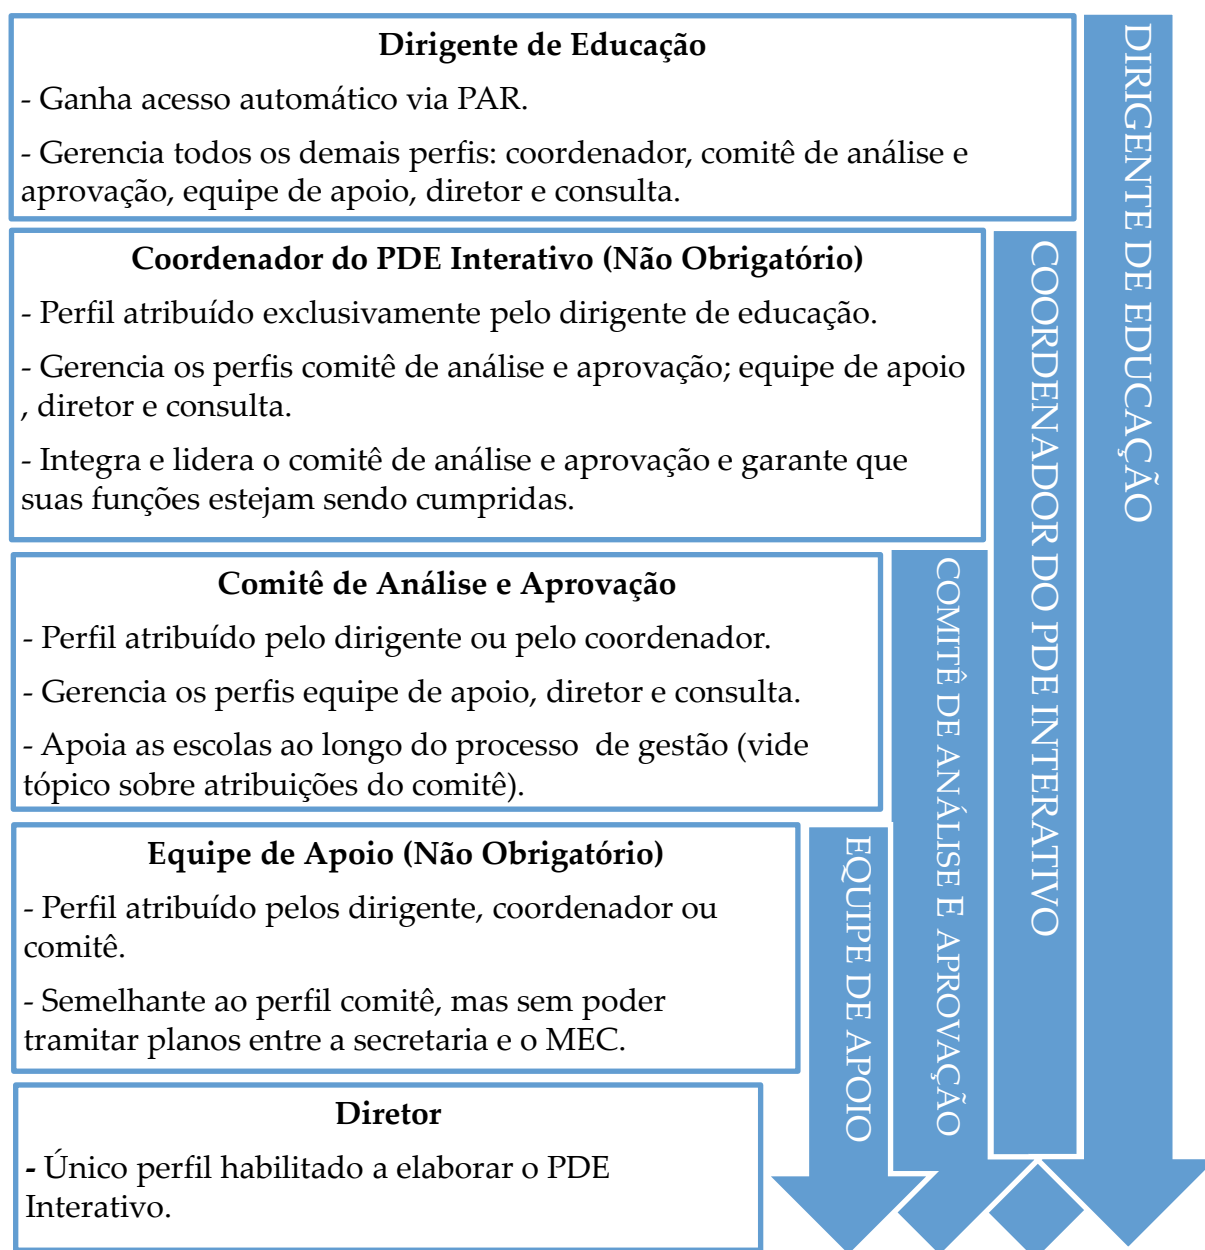 Dirigente de Educação
- Ganha acesso automático via PAR.
- Gerencia todos os demais perfis: coordenador, comitê de análise e
aprovação, equipe de apoio, diretor e consulta.
Coordenador do PDE Interativo (Não Obrigatório)
- Perfil atribuído exclusivamente pelo dirigente de educação.
- Gerencia os perfis comitê de análise e aprovação; equipe de apoio
, diretor e consulta.
- Integra e lidera o comitê de análise e aprovação e garante que
suas funções estejam sendo cumpridas.
Comitê de Análise e Aprovação
- Perfil atribuído pelo dirigente ou pelo coordenador.
- Gerencia os perfis equipe de apoio, diretor e consulta.
- Apoia as escolas ao longo do processo  de gestão (vide
tópico sobre atribuições do comitê).
Equipe de Apoio (Não Obrigatório)
- Perfil atribuído pelos dirigente, coordenador ou
comitê.
- Semelhante ao perfil comitê, mas sem poder
tramitar planos entre a secretaria e o MEC.
Diretor
- Único perfil habilitado a elaborar o PDE
Interativo.
EQUIPE DE APOIO
COMITÊ DE ANÁLISE E APROVAÇÃO
COORDENADOR DO PDE INTERATIVO
DIRIGENTE DE EDUCAÇÃO